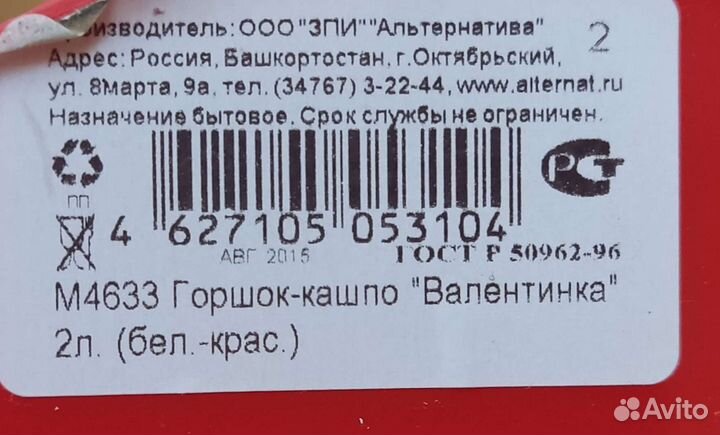 Производитель: ООО "ЗПИ" "Альтернатива"
2
Адрес: Россия, Башкортостан, г.Октябрьский,
ул. 8Марта, 9а, тел. (34767) 3-22-44, www.alternat.ru
Назначение бытовое. Срок службы не ограничен.
РСТ
ПП
4 627105 053104
АВГ 2015
ГОСТ Р 50962-96
М4633 Горшок-кашпо "Валентинка"
2л. (бел.-крас.)
Avito